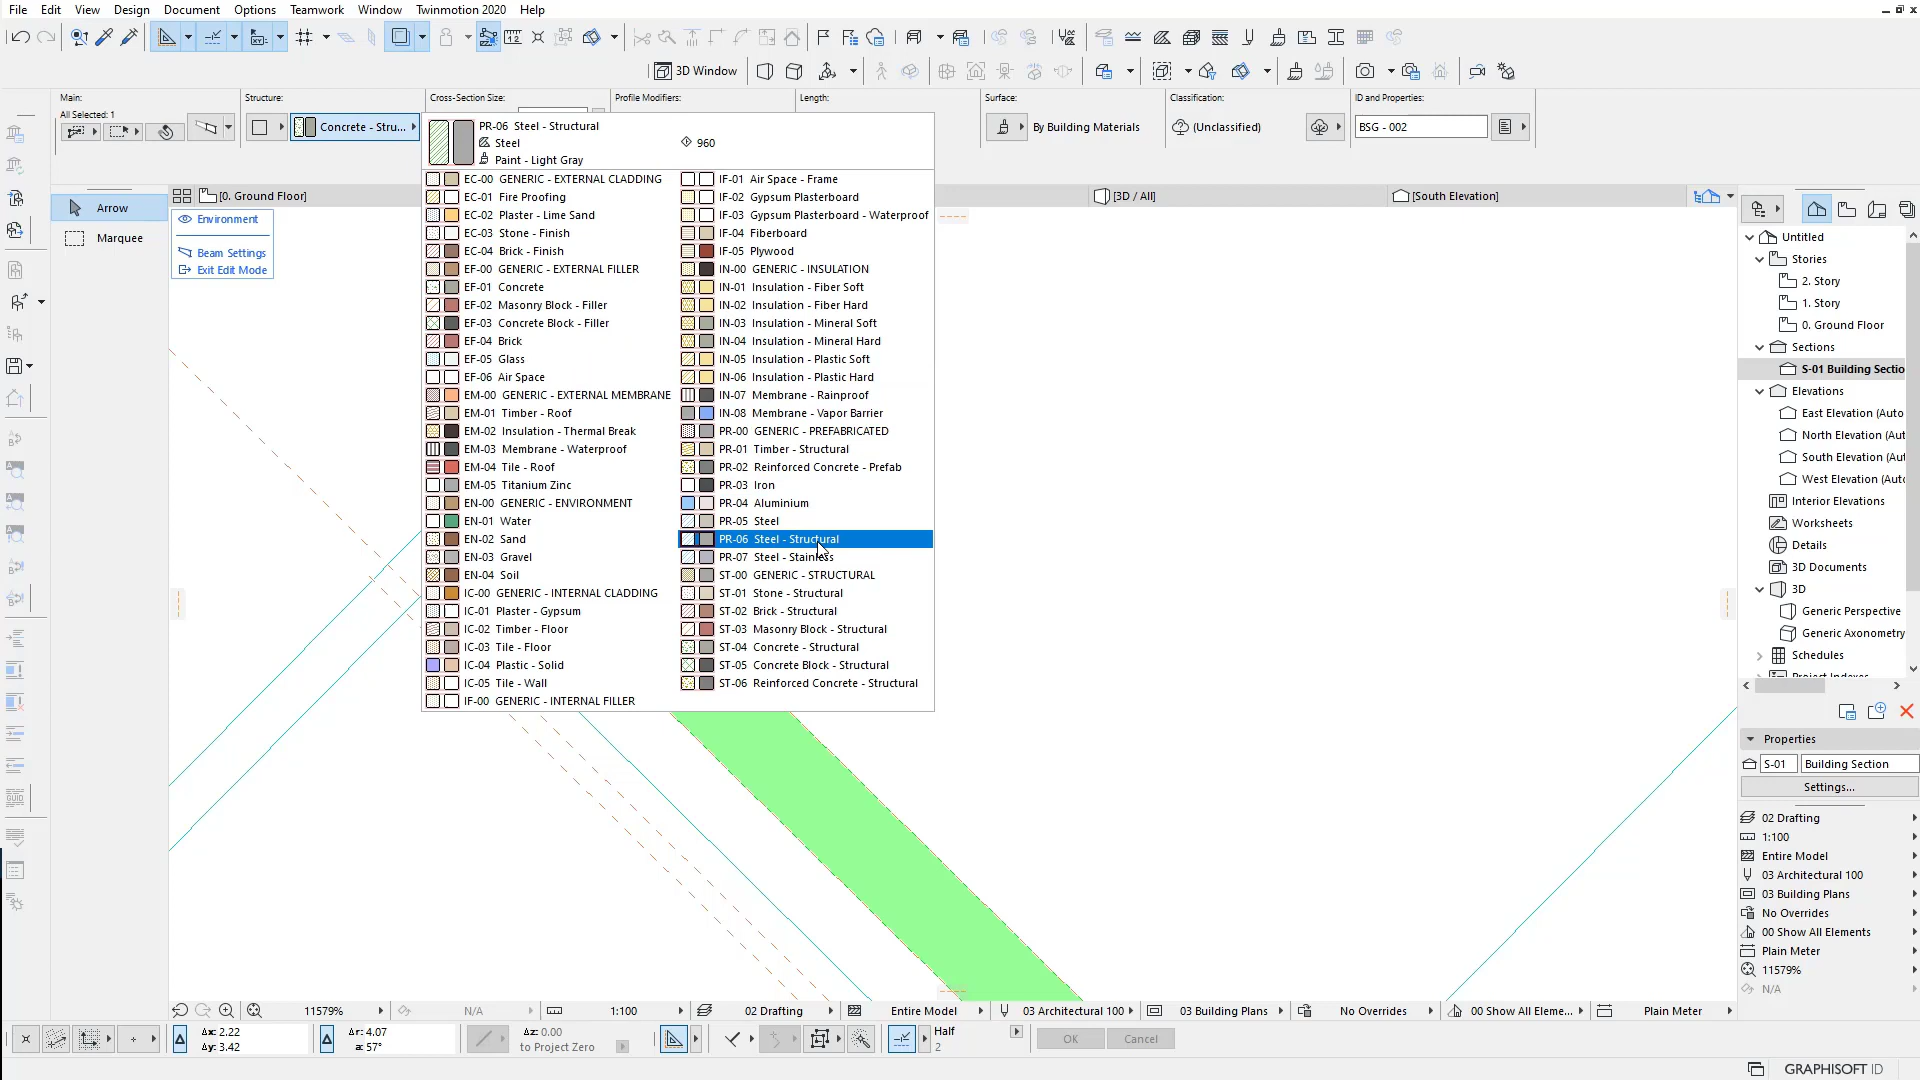 File Edit View Design Document Options Teamwork Window Twinmotion 2020 Help
3D Window
Main:
All Selected: 1
Structure:
Concrete - Stru...
Cross-Section Size:
Profile Modifiers:
Length:
Surface:
By Building Materials
Classification:
(Unclassified)
ID and Properties:
BSG - 002
PR-06 Steel - Structural
Steel
960
Paint - Light Gray
[0. Ground Floor]
[3D / All]
[South Elevation]
Arrow
Marquee
Environment
Beam Settings
Exit Edit Mode
EC-00 GENERIC - EXTERNAL CLADDING
EC-01 Fire Proofing
EC-02 Plaster - Lime Sand
EC-03 Stone - Finish
EC-04 Brick - Finish
EF-00 GENERIC - EXTERNAL FILLER
EF-01 Concrete
EF-02 Masonry Block - Filler
EF-03 Concrete Block - Filler
EF-04 Brick
EF-05 Glass
EF-06 Air Space
EM-00 GENERIC - EXTERNAL MEMBRANE
EM-01 Timber - Roof
EM-02 Insulation - Thermal Break
EM-03 Membrane - Waterproof
EM-04 Tile - Roof
EM-05 Titanium Zinc
EN-00 GENERIC - ENVIRONMENT
EN-01 Water
EN-02 Sand
EN-03 Gravel
EN-04 Soil
IC-00 GENERIC - INTERNAL CLADDING
IC-01 Plaster - Gypsum
IC-02 Timber - Floor
IC-03 Tile - Floor
IC-04 Plastic - Solid
IC-05 Tile - Wall
IF-00 GENERIC - INTERNAL FILLER
IF-01 Air Space - Frame
IF-02 Gypsum Plasterboard
IF-03 Gypsum Plasterboard - Waterproof
IF-04 Fiberboard
IF-05 Plywood
IN-00 GENERIC - INSULATION
IN-01 Insulation - Fiber Soft
IN-02 Insulation - Fiber Hard
IN-03 Insulation - Mineral Soft
IN-04 Insulation - Mineral Hard
IN-05 Insulation - Plastic Soft
IN-06 Insulation - Plastic Hard
IN-07 Membrane - Rainproof
IN-08 Membrane - Vapor Barrier
PR-00 GENERIC - PREFABRICATED
PR-01 Timber - Structural
PR-02 Reinforced Concrete - Prefab
PR-03 Iron
PR-04 Aluminium
PR-05 Steel
PR-06 Steel - Structural
PR-07 Steel - Stainless
ST-00 GENERIC - STRUCTURAL
ST-01 Stone - Structural
ST-02 Brick - Structural
ST-03 Masonry Block - Structural
ST-04 Concrete - Structural
ST-05 Concrete Block - Structural
ST-06 Reinforced Concrete - Structural
Untitled
Stories
2. Story
1. Story
0. Ground Floor
Sections
S-01 Building Sectio
Elevations
East Elevation (Auto
North Elevation (Aut
South Elevation (Aut
West Elevation (Aut
Interior Elevations
Worksheets
Details
3D Documents
3D
Generic Perspective
Generic Axonometry
Schedules
Project Indexes
Properties
S-01 Building Section
Settings...
02 Drafting
1:100
Entire Model
03 Architectural 100
03 Building Plans
No Overrides
00 Show All Elements
Plain Meter
11579%
N/A
11579% N/A 1:100 02 Drafting Entire Model 03 Architectural 100 03 Building Plans No Overrides 00 Show All Eleme... Plain Meter
Δx: 2.22
Δy: 3.42
Δr: 4.07
a: 57°
Δz: 0.00
to Project Zero
Half
2
OK
Cancel
GRAPHISOFT ID